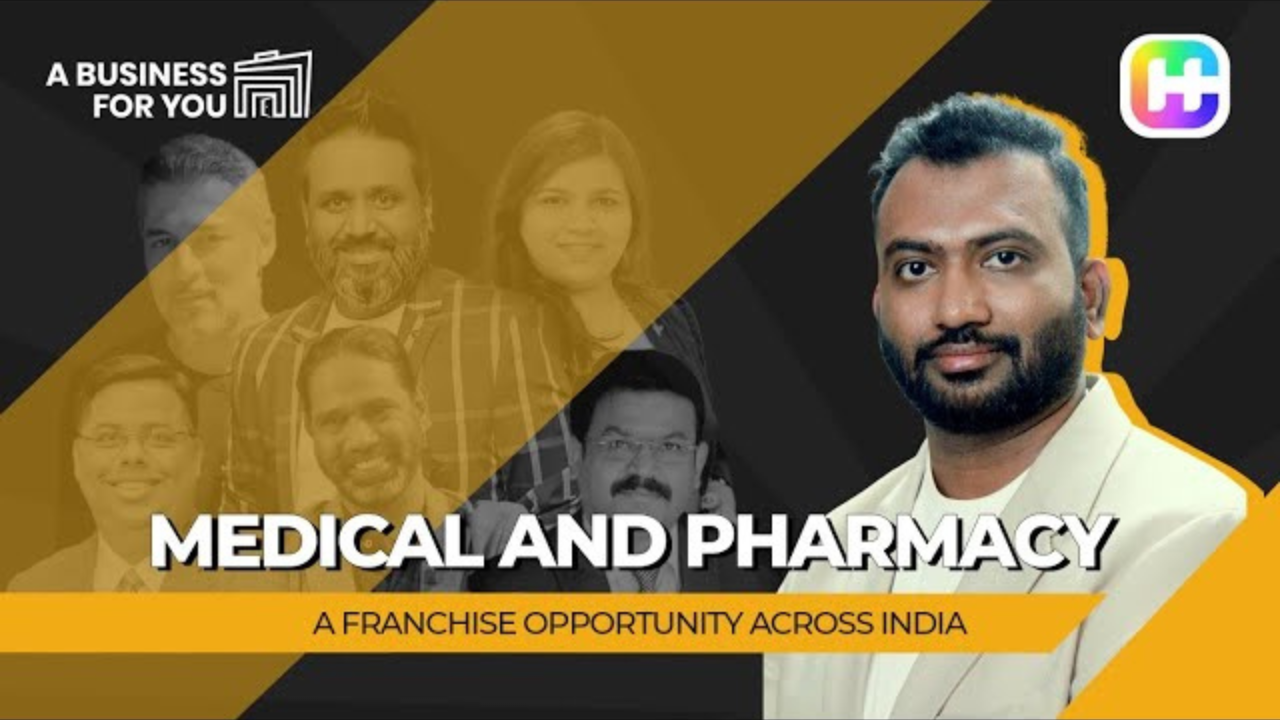 A BUSINESS
FOR YOU
MEDICAL AND PHARMACY
A FRANCHISE OPPORTUNITY ACROSS INDIA